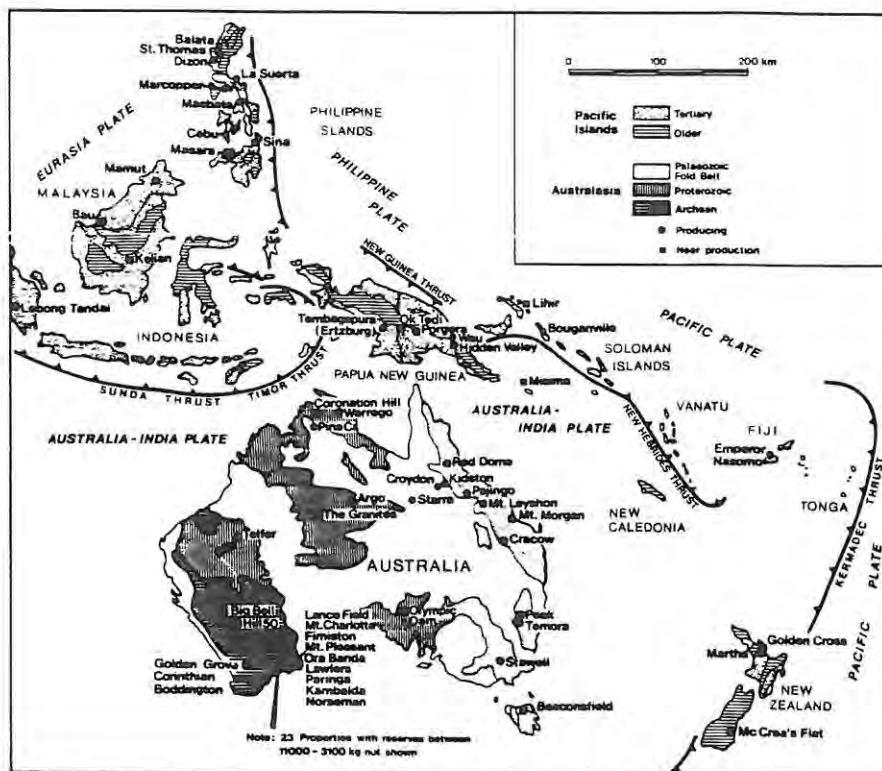 Balata
St. Thomas
Dizon
La Suerta
Marcopper
Masbata
Cebu
Sina
Masara
PHILIPPINE
SLANDS
EURASIA PLATE
PHILIPPINE
PLATE
Mamut
MALAYSIA
Bau
Kelian
Lebong Tandai
INDONESIA
SUNDA THRUST
TIMOR THRUST
NEW GUINEA THRUST
Tembagapura
(Ertzburg)
Ok Tedi
Porgera
Wau
Hidden Valley
PAPUA NEW GUINEA
Lihir
Bouganville
SOLOMAN
ISLANDS
PACIFIC PLATE
Misima
0 100 200 km
Pacific
Islands
Tertiary
Older
Australasia
Palaeozoic
Fold Belt
Proterozoic
Archean
Producing
Near production
AUSTRALIA-INDIA PLATE
AUSTRALIA-
INDIA PLATE
NEW HEBRIDES THRUST
VANATU
FIJI
Emperor
Nasomo
TONGA
KERMADEC THRUST
PACIFIC PLATE
NEW
CALEDONIA
Coronation Hill
Warrego
Pine Ck
Red Dome
Croydon
Kidston
Starra
Pajingo
Mt. Leyshon
Mt. Morgan
Cracow
Argo
The Granites
Telfer
AUSTRALIA
Big Bell
Hill 50
Lance Field
Mt. Charlotte
Fimiston
Mt. Pleasant
Ora Banda
Lawlers
Paringa
Kambalda
Norseman
Olympic
Dam
Peak
Temora
Stawell
Beaconsfield
Golden Grove
Corinthian
Boddington
Golden Cross
Martha
NEW
ZEALAND
Mc Crea's Flat
Note: 23 Properties with reserves between
11000 - 3100 kg not shown